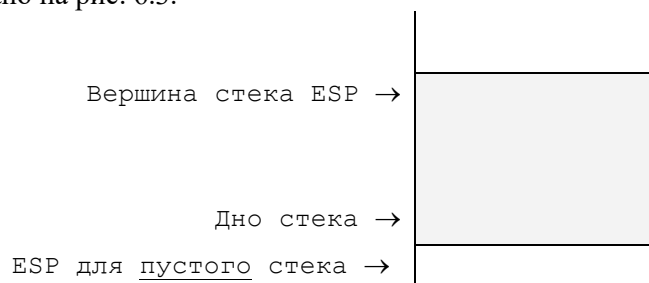 но на рис. 6.3.
Вершина стека ESP →
Дно стека →
ESP для пустого стека →